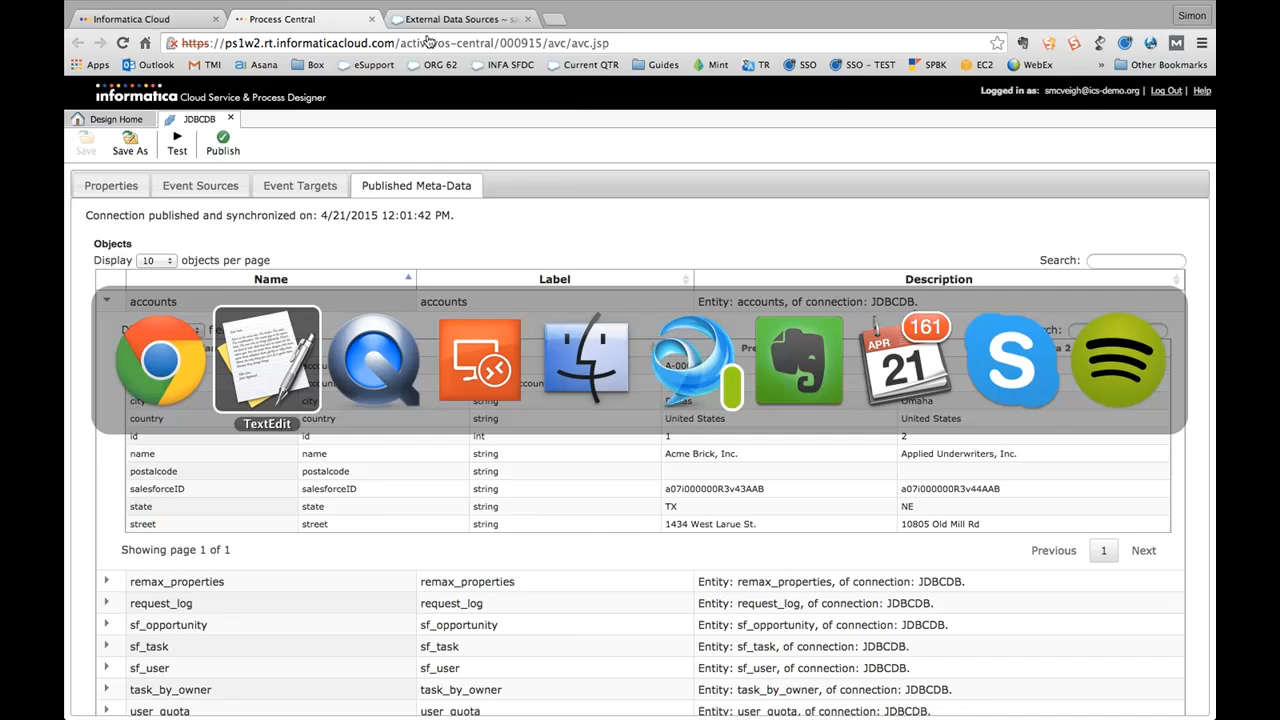 Informatica Cloud
Process Central
External Data Sources ~ sa
Simon
https://ps1w2.rt.informaticacloud.com/activevos-central/000915/avc/avc.jsp
Apps Outlook TMI Asana Box eSupport ORG 62 INFA SFDC Current QTR Guides Mint TR SSO SSO - TEST SPBK EC2 WebEx » Other Bookmarks
informatica Cloud Service & Process Designer
Logged in as: smcveigh@ics-demo.org Log Out Help
Design Home JDBCDB
Save Save As Test Publish
Properties Event Sources Event Targets Published Meta-Data
Connection published and synchronized on: 4/21/2015 12:01:42 PM.
Objects
Display 10 objects per page Search:
Name Label Description
accounts accounts Entity: accounts, of connection: JDBCDB.
APR 161
21
TextEdit
string Omaha
country country string United States United States
id id int 1 2
name name string Acme Brick, Inc. Applied Underwriters, Inc.
postalcode postalcode string
salesforceID salesforceID string a07i000000R3v43AAB a07i000000R3v44AAB
state state string TX NE
street street string 1434 West Larue St. 10805 Old Mill Rd
Showing page 1 of 1 Previous 1 Next
remax_properties remax_properties Entity: remax_properties, of connection: JDBCDB.
request_log request_log Entity: request_log, of connection: JDBCDB.
sf_opportunity sf_opportunity Entity: sf_opportunity, of connection: JDBCDB.
sf_task sf_task Entity: sf_task, of connection: JDBCDB.
sf_user sf_user Entity: sf_user, of connection: JDBCDB.
task_by_owner task_by_owner Entity: task_by_owner, of connection: JDBCDB.
user_quota user_quota Entity: user_quota, of connection: JDBCDB.